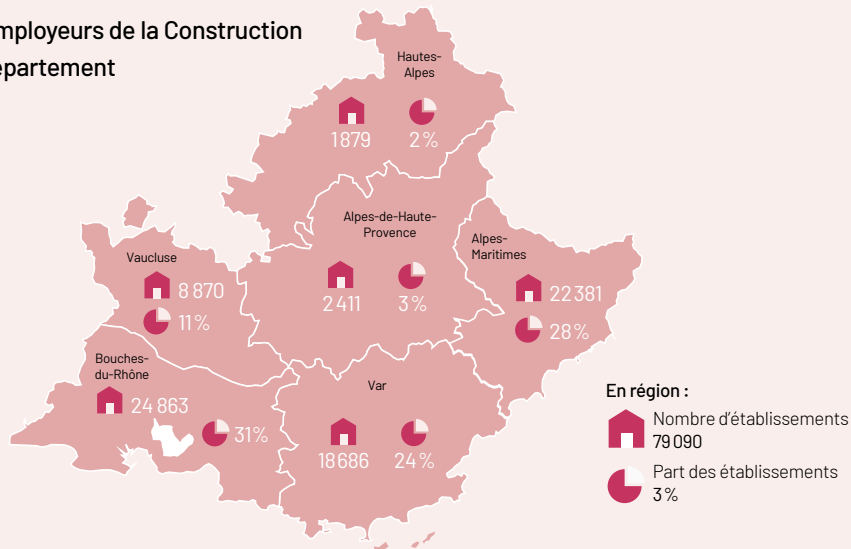 mployeurs de la Construction
épartement
Hautes-
Alpes
1879
2%
Alpes-de-Haute-
Provence
2 411
3%
Alpes-
Maritimes
22 381
28%
Vaucluse
8 870
11%
Bouches-
du-Rhône
24 863
31%
Var
18 686
24%
En région :
Nombre d'établissements
79 090
Part des établissements
3%